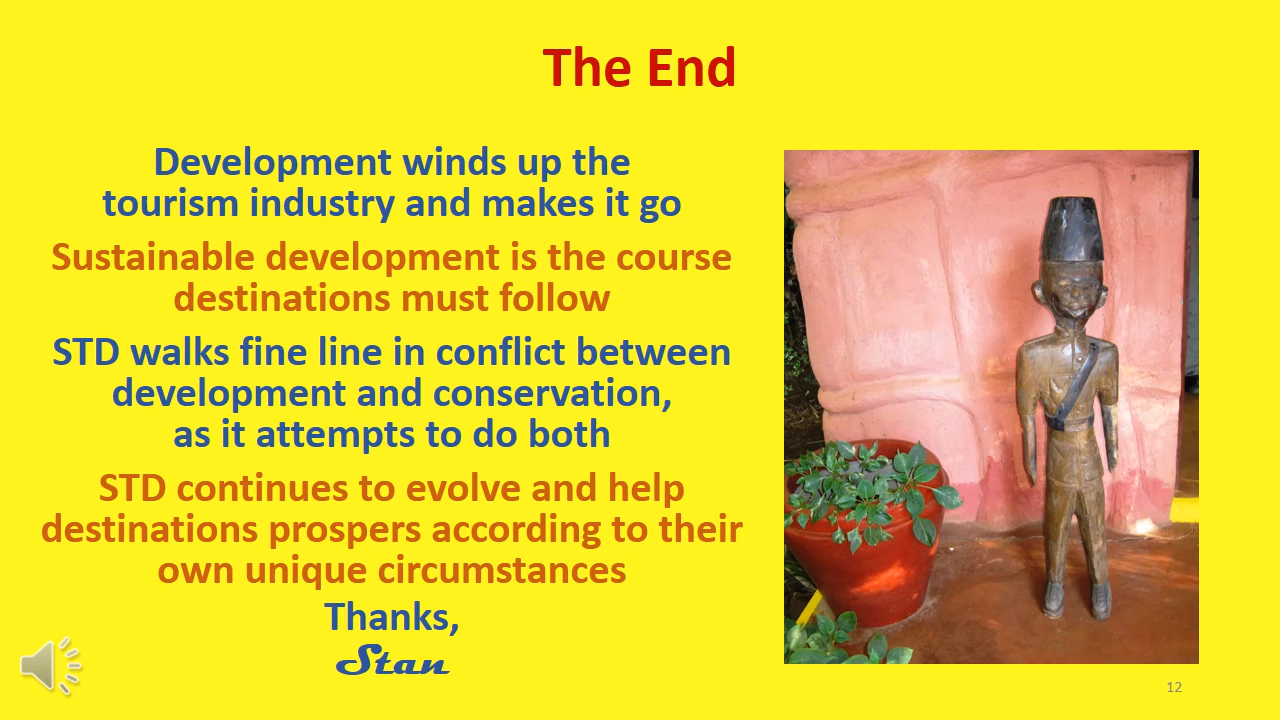 The End
Development winds up the
tourism industry and makes it go
Sustainable development is the course
destinations must follow
STD walks fine line in conflict between
development and conservation,
as it attempts to do both
STD continues to evolve and help
destinations prospers according to their
own unique circumstances
Thanks,
Stan
12